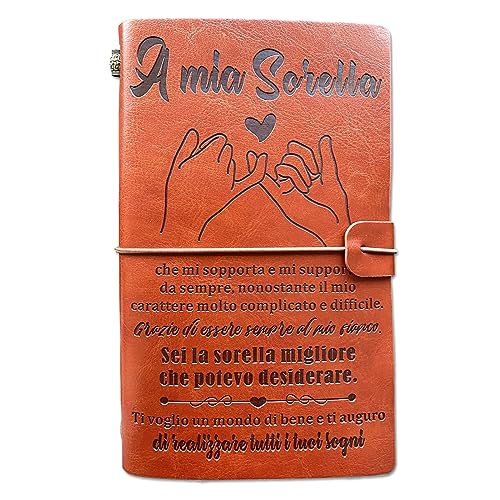 A mia Sorella
che mi sopporta e mi suppor
da sempre, nonostante il mio
carattere molto complicato e difficile.
Grazie di essere sempre al mio fianco.
Sei la sorella migliore
che potevo desiderare.
Ti voglio un mondo di bene e ti auguro
di realizzare tutti i tuoi sogni